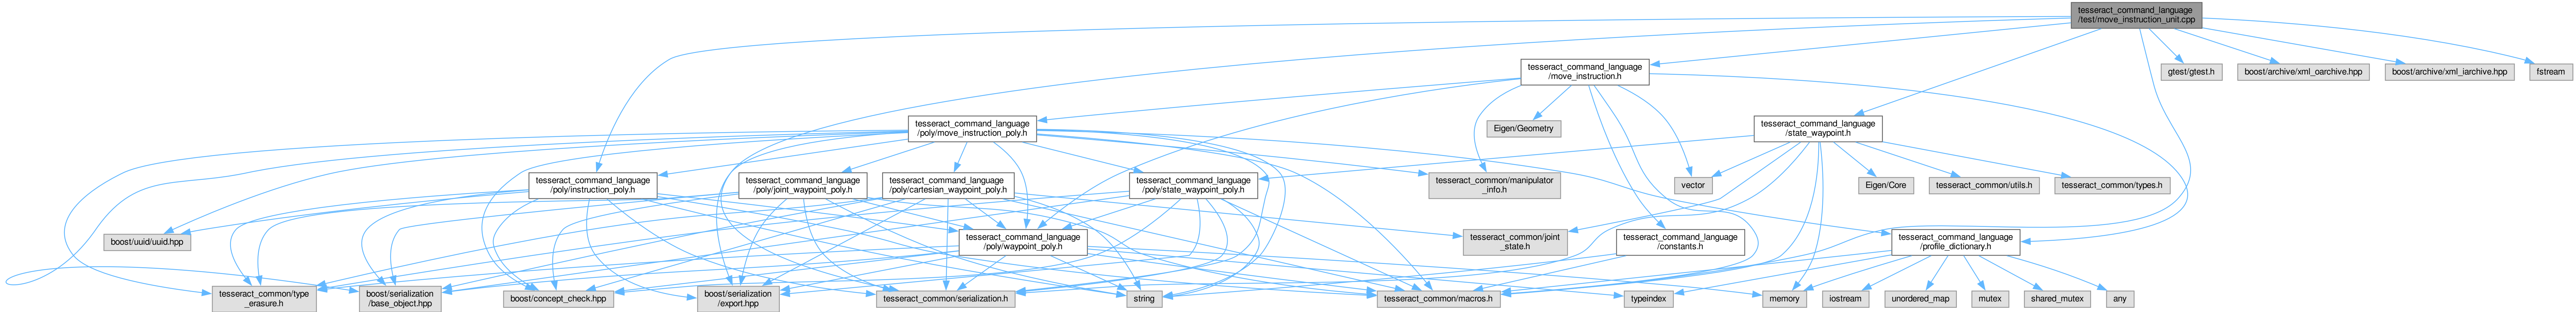 tesseract_command_language
/test/move_instruction_unit.cpp
tesseract_command_language
/move_instruction.h
gtest/gtest.h
boost/archive/xml_oarchive.hpp
boost/archive/xml_iarchive.hpp
fstream
tesseract_command_language
/poly/move_instruction_poly.h
Eigen/Geometry
tesseract_command_language
/state_waypoint.h
tesseract_command_language
/poly/instruction_poly.h
tesseract_command_language
/poly/joint_waypoint_poly.h
tesseract_command_language
/poly/cartesian_waypoint_poly.h
tesseract_command_language
/poly/state_waypoint_poly.h
tesseract_common/manipulator
_info.h
vector
Eigen/Core
tesseract_common/utils.h
tesseract_common/types.h
boost/uuid/uuid.hpp
tesseract_command_language
/poly/waypoint_poly.h
tesseract_common/joint
_state.h
tesseract_command_language
/constants.h
tesseract_command_language
/profile_dictionary.h
tesseract_common/type
_erasure.h
boost/serialization
/base_object.hpp
boost/concept_check.hpp
boost/serialization
/export.hpp
tesseract_common/serialization.h
string
tesseract_common/macros.h
typeindex
memory
iostream
unordered_map
mutex
shared_mutex
any